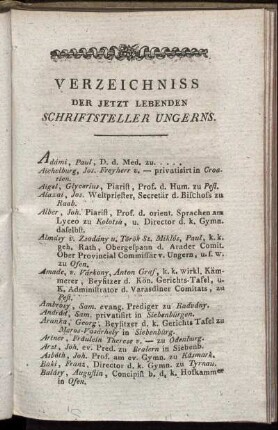 VERZEICHNISS
DER JETZT LEBENDEN
SCHRIFTSTELLER UNGERNS.
Adámi, Paul, D. d. Med. zu . . . . .
Aichelburg, Jos. Freyherr v. — privatisirt in Croa-
tien.
Aigel, Glycerius, Piarist, Prof. d. Hum. zu Pest.
Alaxai, Jos. Weltpriester, Secretär d. Bischofs zu
Raab.
Alber, Joh. Piarist, Prof. d. orient. Sprachen am
Lyceo zu Kolotsa, u. Director d. k. Gymn.
daselbst.
Almásy v. Zsadány u. Török Sz. Miklós, Paul, k. k.
geh. Rath, Obergespann d. Arader Comit.
Ober Provincial Commissär v. Ungern, u.s. w.
zu Ofen.
Amade, v. Várkony, Anton Graf, k. k. wirkl. Käm-
merer, Beysitzer d. Kön. Gerichts-Tafel, u.
K. Administrator d. Varasdiner Comitats, zu
Pest.
Ambrosy, Sam. evang. Prediger zu Radvány.
Andrád, Sam. privatisirt in Siebenbürgen.
Aranka, Georg, Beysitzer d. k. Gerichts Tafel zu
Maros-Vásárhely in Siebenbürg.
Artner, Fräulein Therese v. — zu Oedenburg.
Arzt, Joh. ev. Pred. zu Bralern in Siebenb.
Asbóth, Joh. Prof. am ev. Gymn. zu Käsmark.
Baki, Franz, Director d. k. Gymn. zu Tyrnau.
Balásy, Augustin, Concipist b. d. k. Hofkammer
in Ofen.